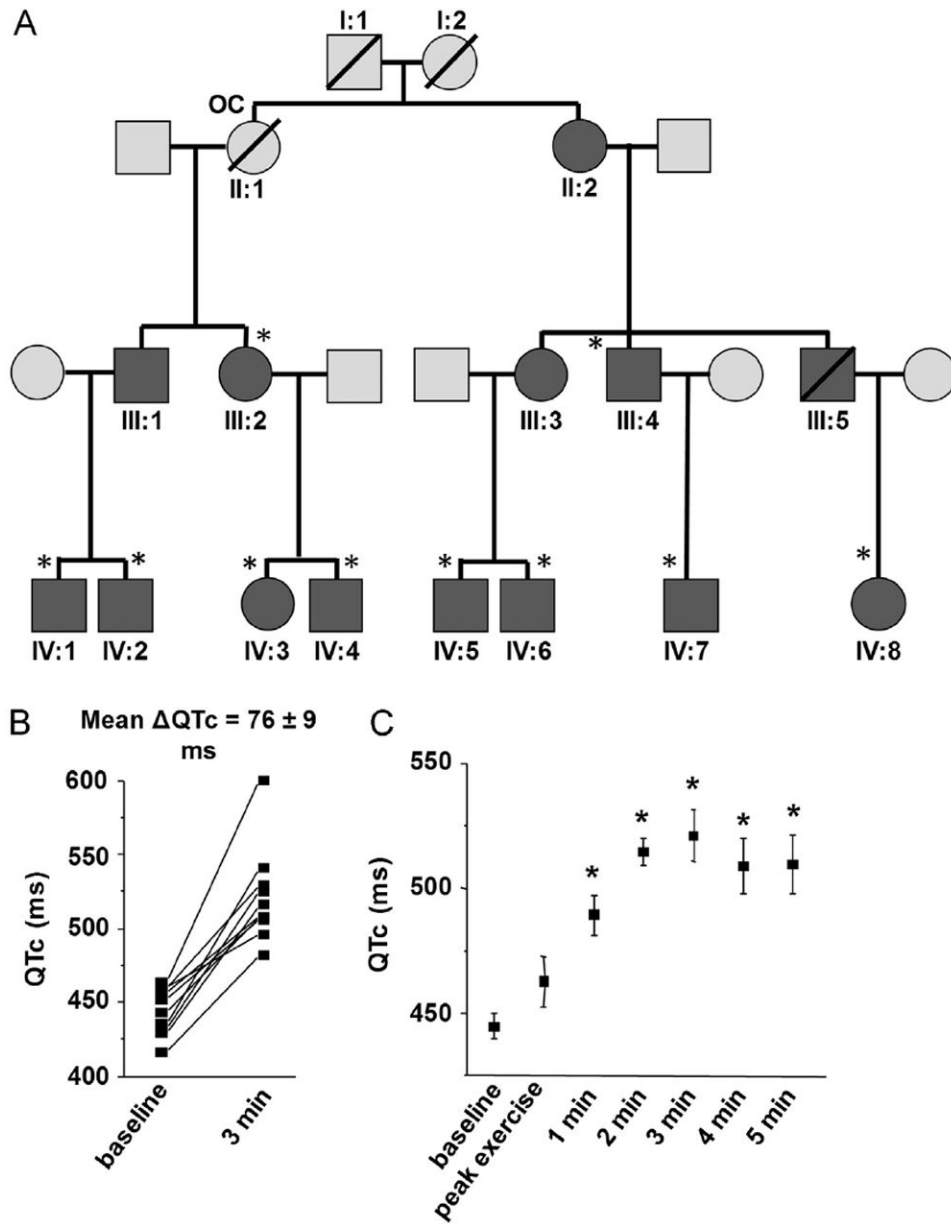 A
I:1 I:2
OC
II:1 II:2
* *
III:1 III:2 III:3 III:4 III:5
* * * * * * * *
IV:1 IV:2 IV:3 IV:4 IV:5 IV:6 IV:7 IV:8
B
Mean ΔQTc = 76 ± 9
ms
600
550
500
450
400
QTc (ms)
baseline
3 min
C
550
500
450
QTc (ms)
* * * * *
baseline
peak exercise
1 min
2 min
3 min
4 min
5 min